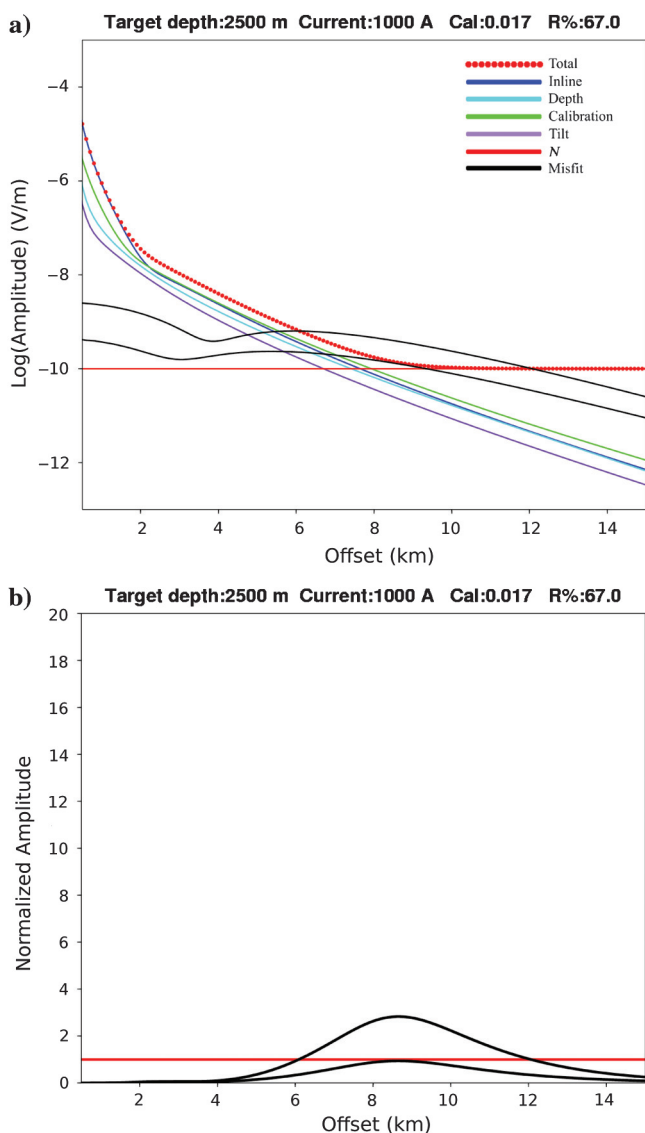 a)
Target depth:2500 m Current:1000 A Cal:0.017 R%:67.0
Total
Inline
Depth
Calibration
Tilt
N
Misfit
Log(Amplitude) (V/m)
−4
−6
−8
−10
−12
2 4 6 8 10 12 14
Offset (km)
b)
Target depth:2500 m Current:1000 A Cal:0.017 R%:67.0
Normalized Amplitude
20
18
16
14
12
10
8
6
4
2
0
2 4 6 8 10 12 14
Offset (km)